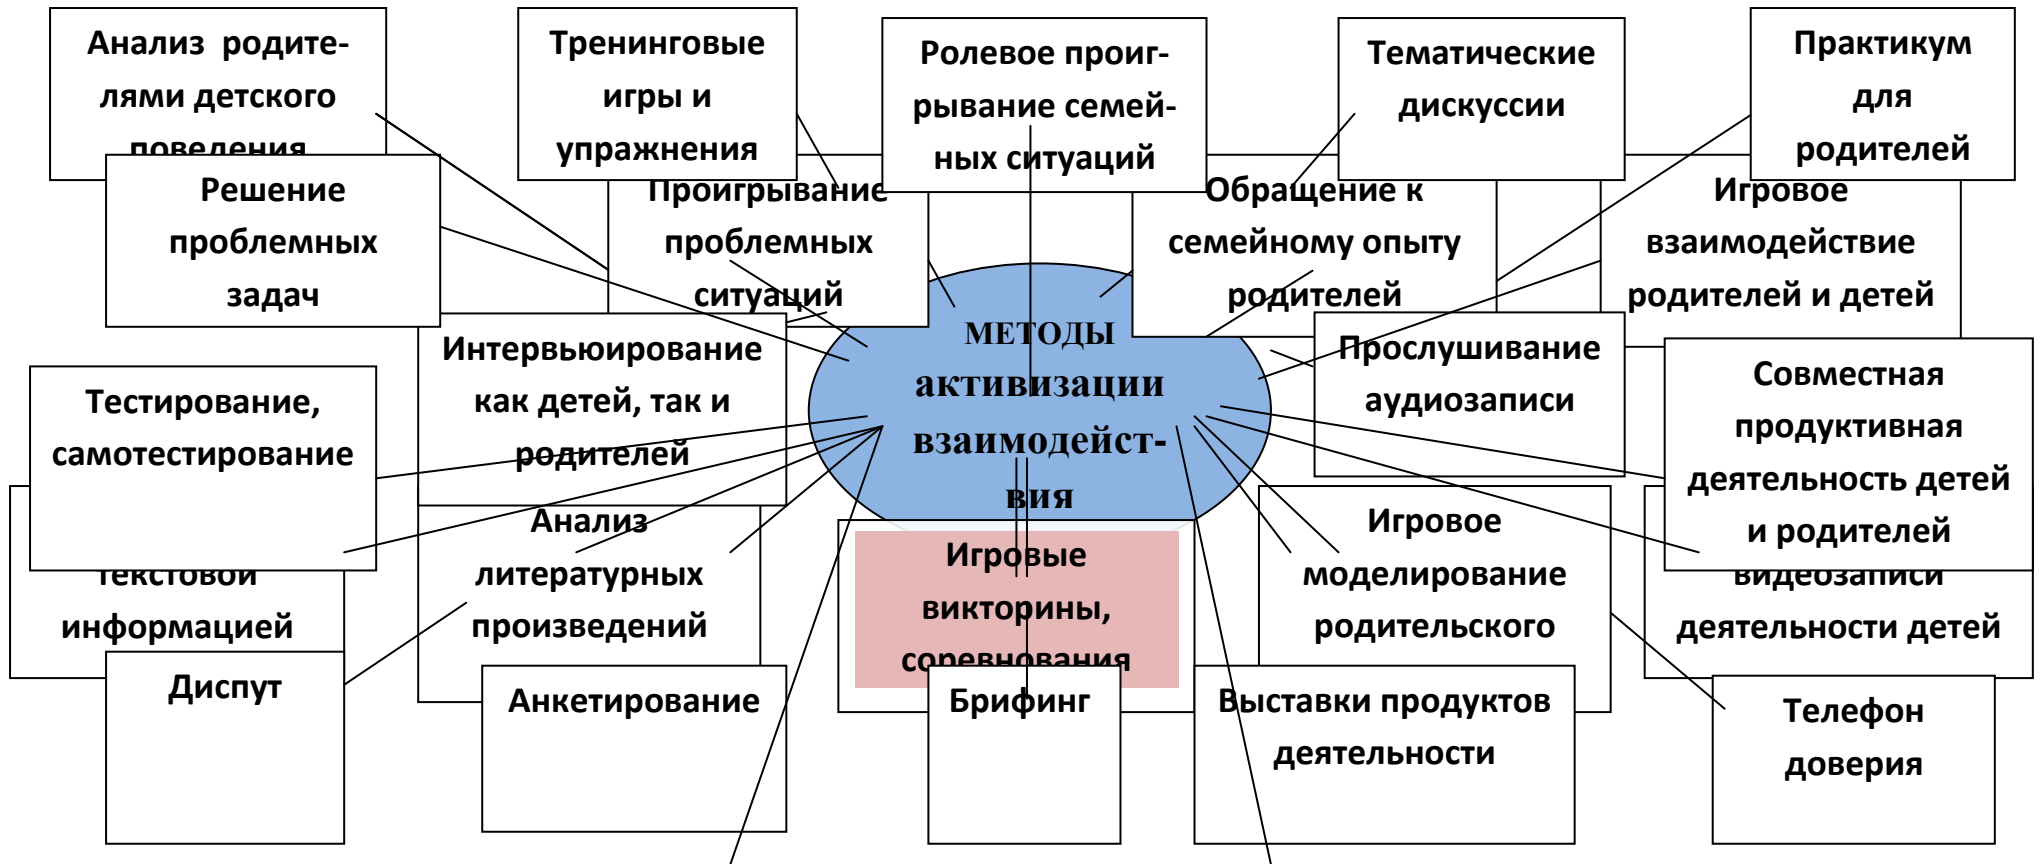 Анализ родите-
лями детского
поведения
Тренинговые
игры и
упражнения
Ролевое проиг-
рывание семей-
ных ситуаций
Тематические
дискуссии
Практикум
для
родителей
Решение
проблемных
задач
Проигрывание
проблемных
ситуаций
Обращение к
семейному опыту
родителей
Игровое
взаимодействие
родителей и детей
МЕТОДЫ
активизации
взаимодейст-
вия
Интервьюирование
как детей, так и
родителей
Прослушивание
аудиозаписи
Тестирование,
самотестирование
Совместная
продуктивная
деятельность детей
и родителей
текстовой
информацией
Анализ
литературных
произведений
Игровые
викторины,
соревнования
Игровое
моделирование
родительского
видеозаписи
деятельности детей
Диспут
Анкетирование
Брифинг
Выставки продуктов
деятельности
Телефон
доверия